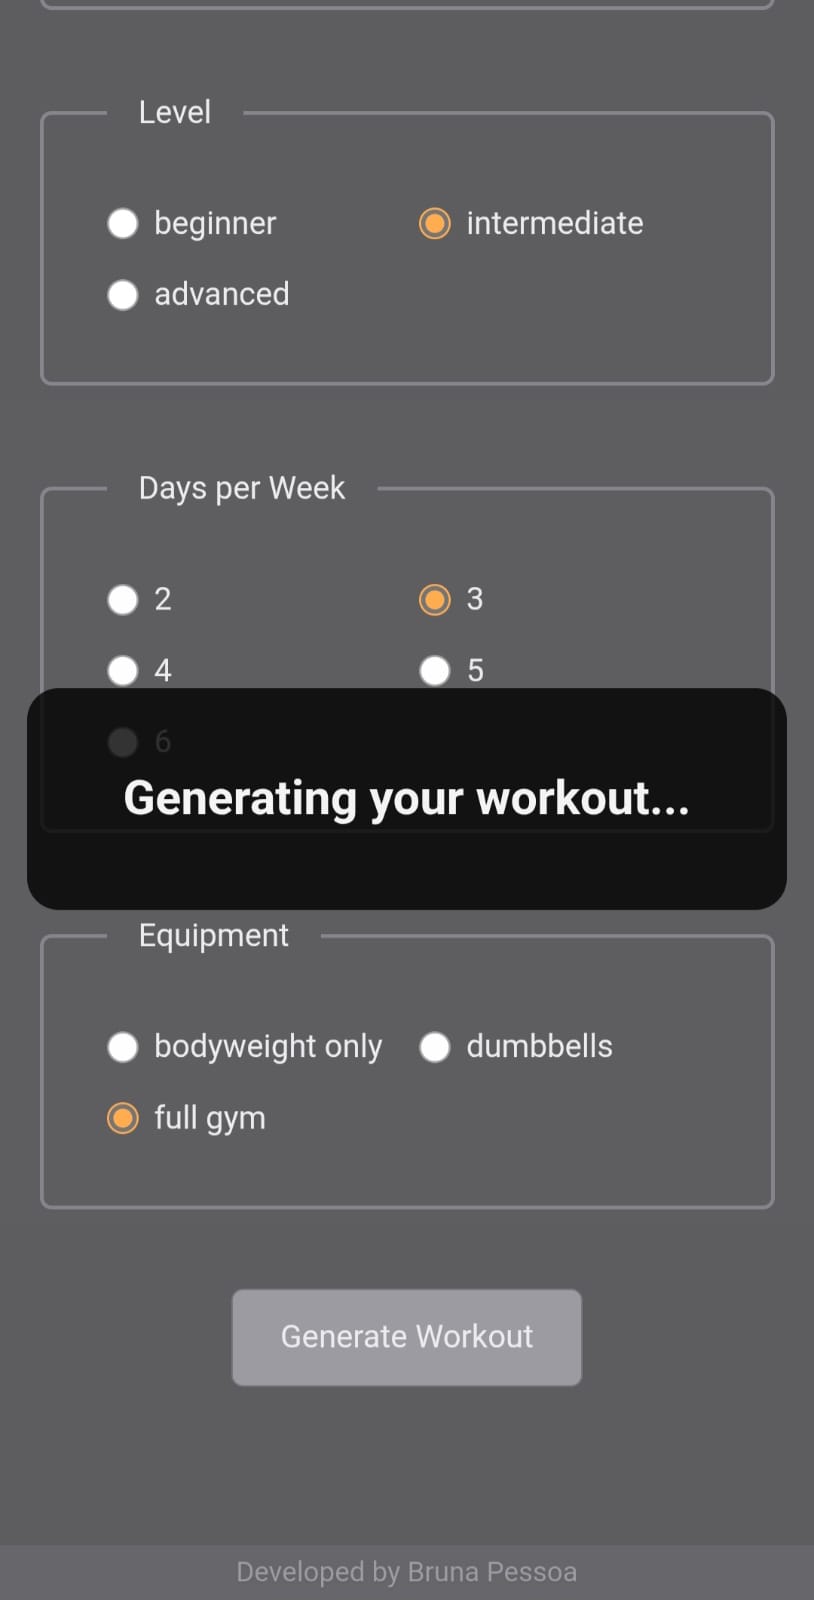 Level
beginner intermediate
advanced
Days per Week
2 3
4 5
6
Generating your workout...
Equipment
bodyweight only dumbbells
full gym
Generate Workout
Developed by Bruna Pessoa